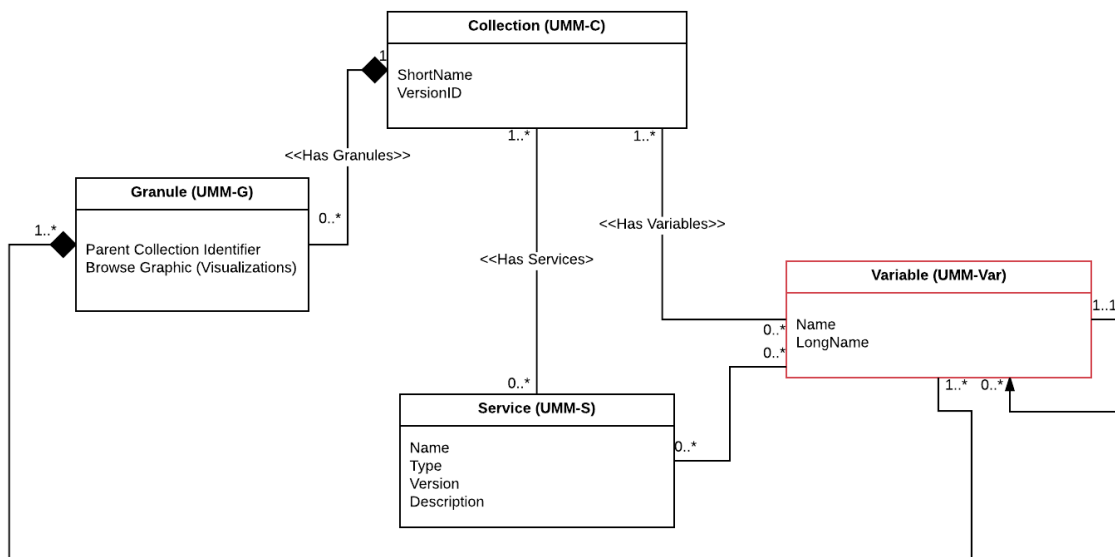 Collection (UMM-C)
1
ShortName
VersionID
1..*
1..*
<<Has Granules>>
Granule (UMM-G)
0..*
1..*
<<Has Variables>>
Parent Collection Identifier
Browse Graphic (Visualizations)
<<Has Services>
Variable (UMM-Var)
1..1
Name
0..*
LongName
0..*
0..*
1..*
0..*
Service (UMM-S)
Name
0..*
Type
Version
Description